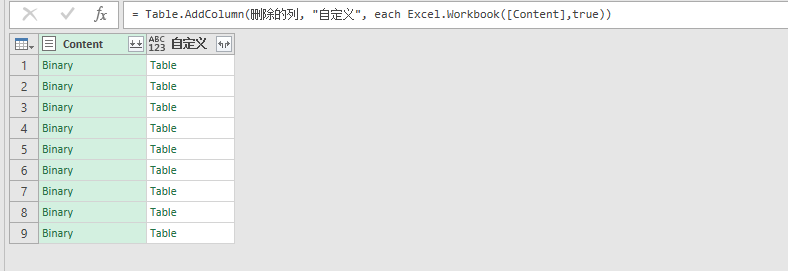 fx = Table.AddColumn(删除的列, "自定义", each Excel.Workbook([Content],true))
Content ABC 123 自定义
1 Binary Table
2 Binary Table
3 Binary Table
4 Binary Table
5 Binary Table
6 Binary Table
7 Binary Table
8 Binary Table
9 Binary Table